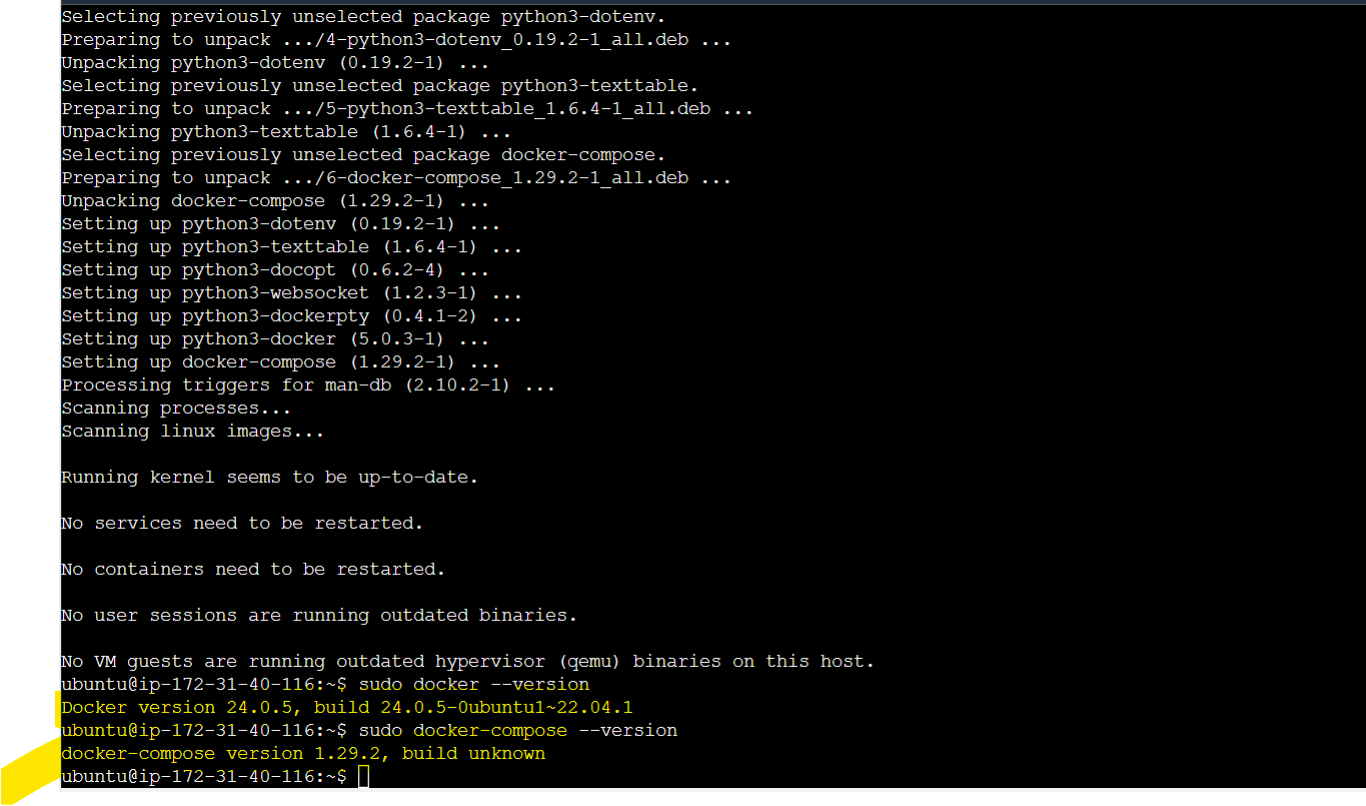 Selecting previously unselected package python3-dotenv.
Preparing to unpack .../4-python3-dotenv_0.19.2-1_all.deb ...
Unpacking python3-dotenv (0.19.2-1) ...
Selecting previously unselected package python3-texttable.
Preparing to unpack .../5-python3-texttable_1.6.4-1_all.deb ...
Unpacking python3-texttable (1.6.4-1) ...
Selecting previously unselected package docker-compose.
Preparing to unpack .../6-docker-compose_1.29.2-1_all.deb ...
Unpacking docker-compose (1.29.2-1) ...
Setting up python3-dotenv (0.19.2-1) ...
Setting up python3-texttable (1.6.4-1) ...
Setting up python3-docopt (0.6.2-4) ...
Setting up python3-websocket (1.2.3-1) ...
Setting up python3-dockerpty (0.4.1-2) ...
Setting up python3-docker (5.0.3-1) ...
Setting up docker-compose (1.29.2-1) ...
Processing triggers for man-db (2.10.2-1) ...
Scanning processes...
Scanning linux images...
Running kernel seems to be up-to-date.
No services need to be restarted.
No containers need to be restarted.
No user sessions are running outdated binaries.
No VM guests are running outdated hypervisor (qemu) binaries on this host.
ubuntu@ip-172-31-40-116:~$ sudo docker --version
Docker version 24.0.5, build 24.0.5-0ubuntu1~22.04.1
ubuntu@ip-172-31-40-116:~$ sudo docker-compose --version
docker-compose version 1.29.2, build unknown
ubuntu@ip-172-31-40-116:~$